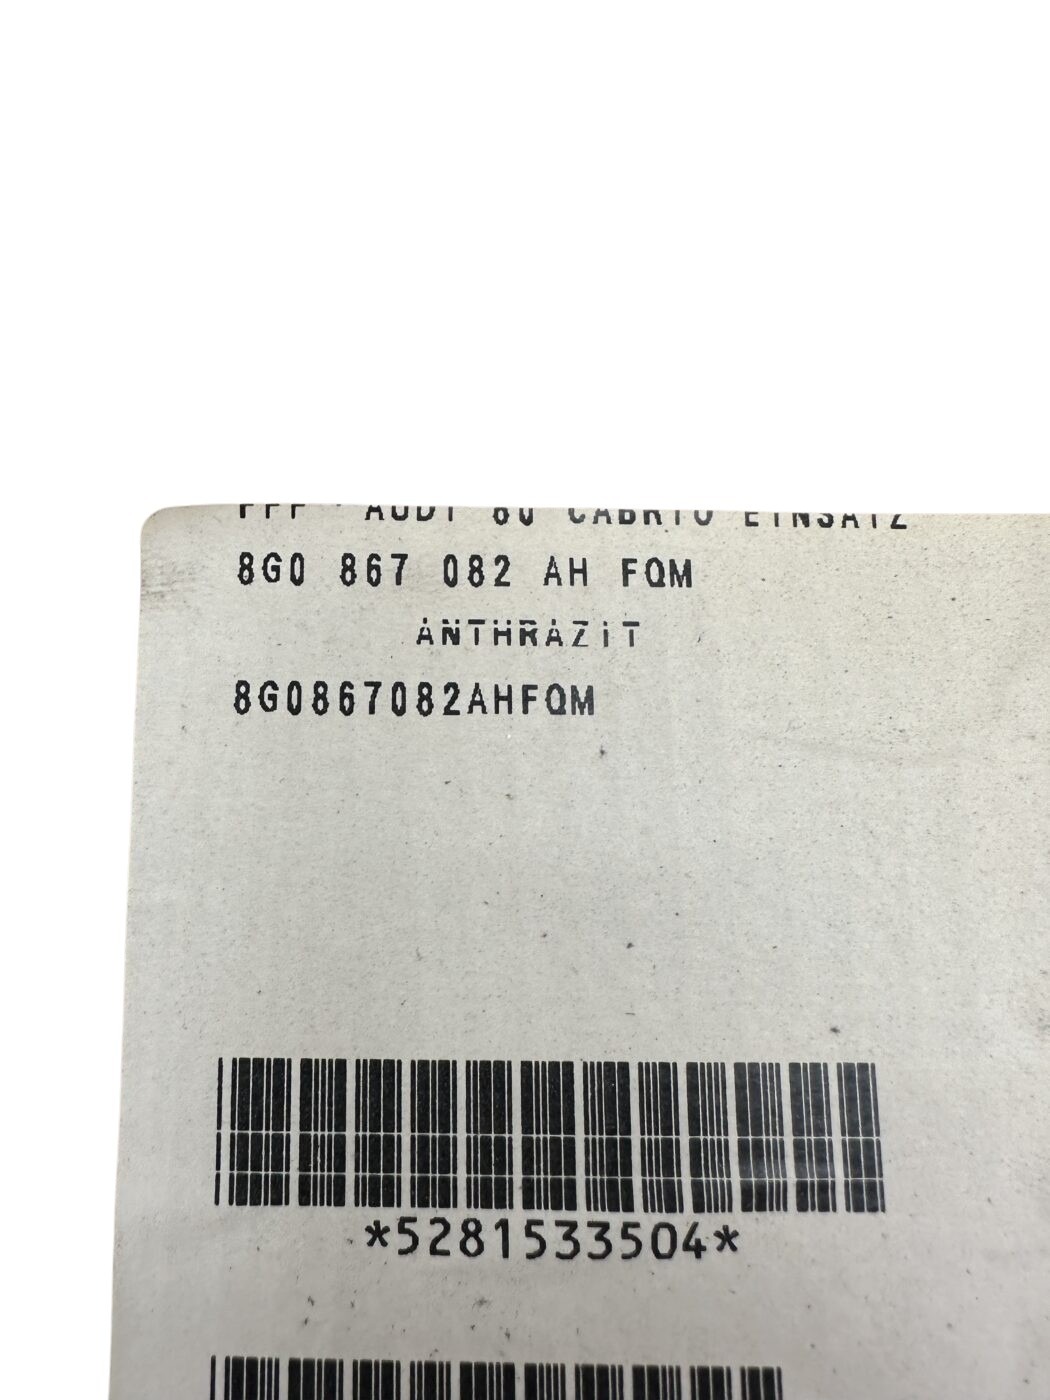 AUDI 80 CABRIO EINSATZ
8G0 867 082 AH FQM
ANTHRAZIT
8G0867082AHFQM
*5281533504*